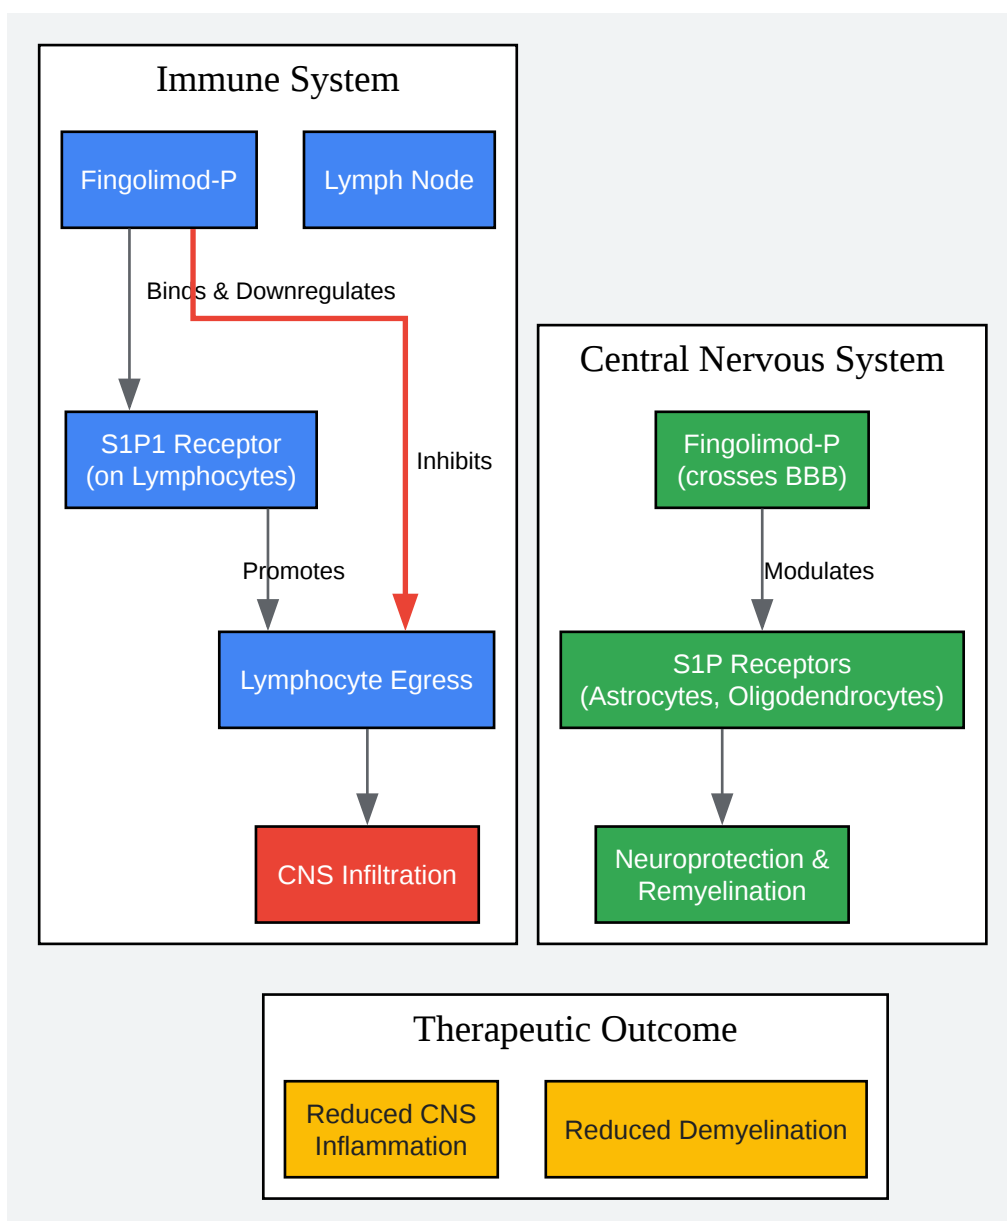 Immune System
Fingolimod-P
Lymph Node
Binds & Downregulates
S1P1 Receptor
(on Lymphocytes)
Inhibits
Promotes
Lymphocyte Egress
CNS Infiltration
Central Nervous System
Fingolimod-P
(crosses BBB)
Modulates
S1P Receptors
(Astrocytes, Oligodendrocytes)
Neuroprotection &
Remyelination
Therapeutic Outcome
Reduced CNS
Inflammation
Reduced Demyelination